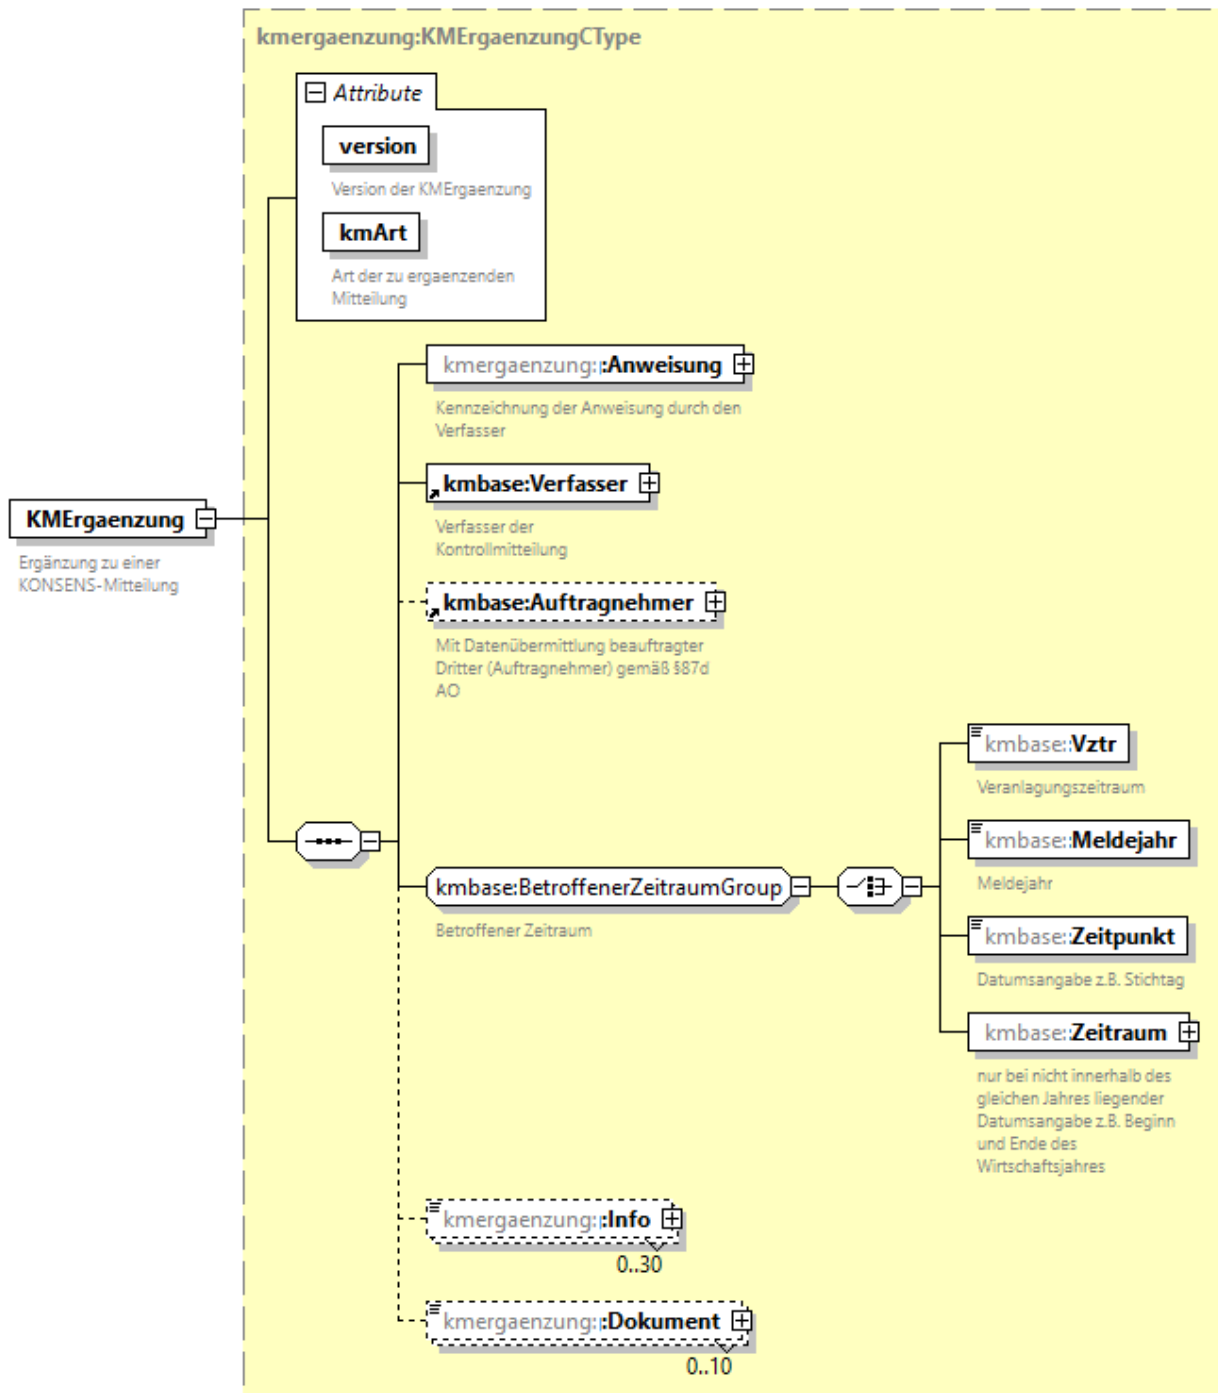 kmergaenzung:KMErgaenzungCType
Attribute
version
Version der KMErgaenzung
kmArt
Art der zu ergaenzenden
Mitteilung
kmergaenzung::Anweisung
Kennzeichnung der Anweisung durch den
Verfasser
kmbase:Verfasser
Verfasser der
Kontrollmitteilung
KMErgaenzung
Ergänzung zu einer
KONSENS-Mitteilung
kmbase:Auftragnehmer
Mit Datenübermittlung beauftragter
Dritter (Auftragnehmer) gemäß §87d
AO
kmbase:BetroffenerZeitraumGroup
Betroffener Zeitraum
kmbase::Vztr
Veranlagungszeitraum
kmbase::Meldejahr
Meldejahr
kmbase::Zeitpunkt
Datumsangabe z.B. Stichtag
kmbase::Zeitraum
nur bei nicht innerhalb des
gleichen Jahres liegender
Datumsangabe z.B. Beginn
und Ende des
Wirtschaftsjahres
kmergaenzung::Info
0..30
kmergaenzung::Dokument
0..10